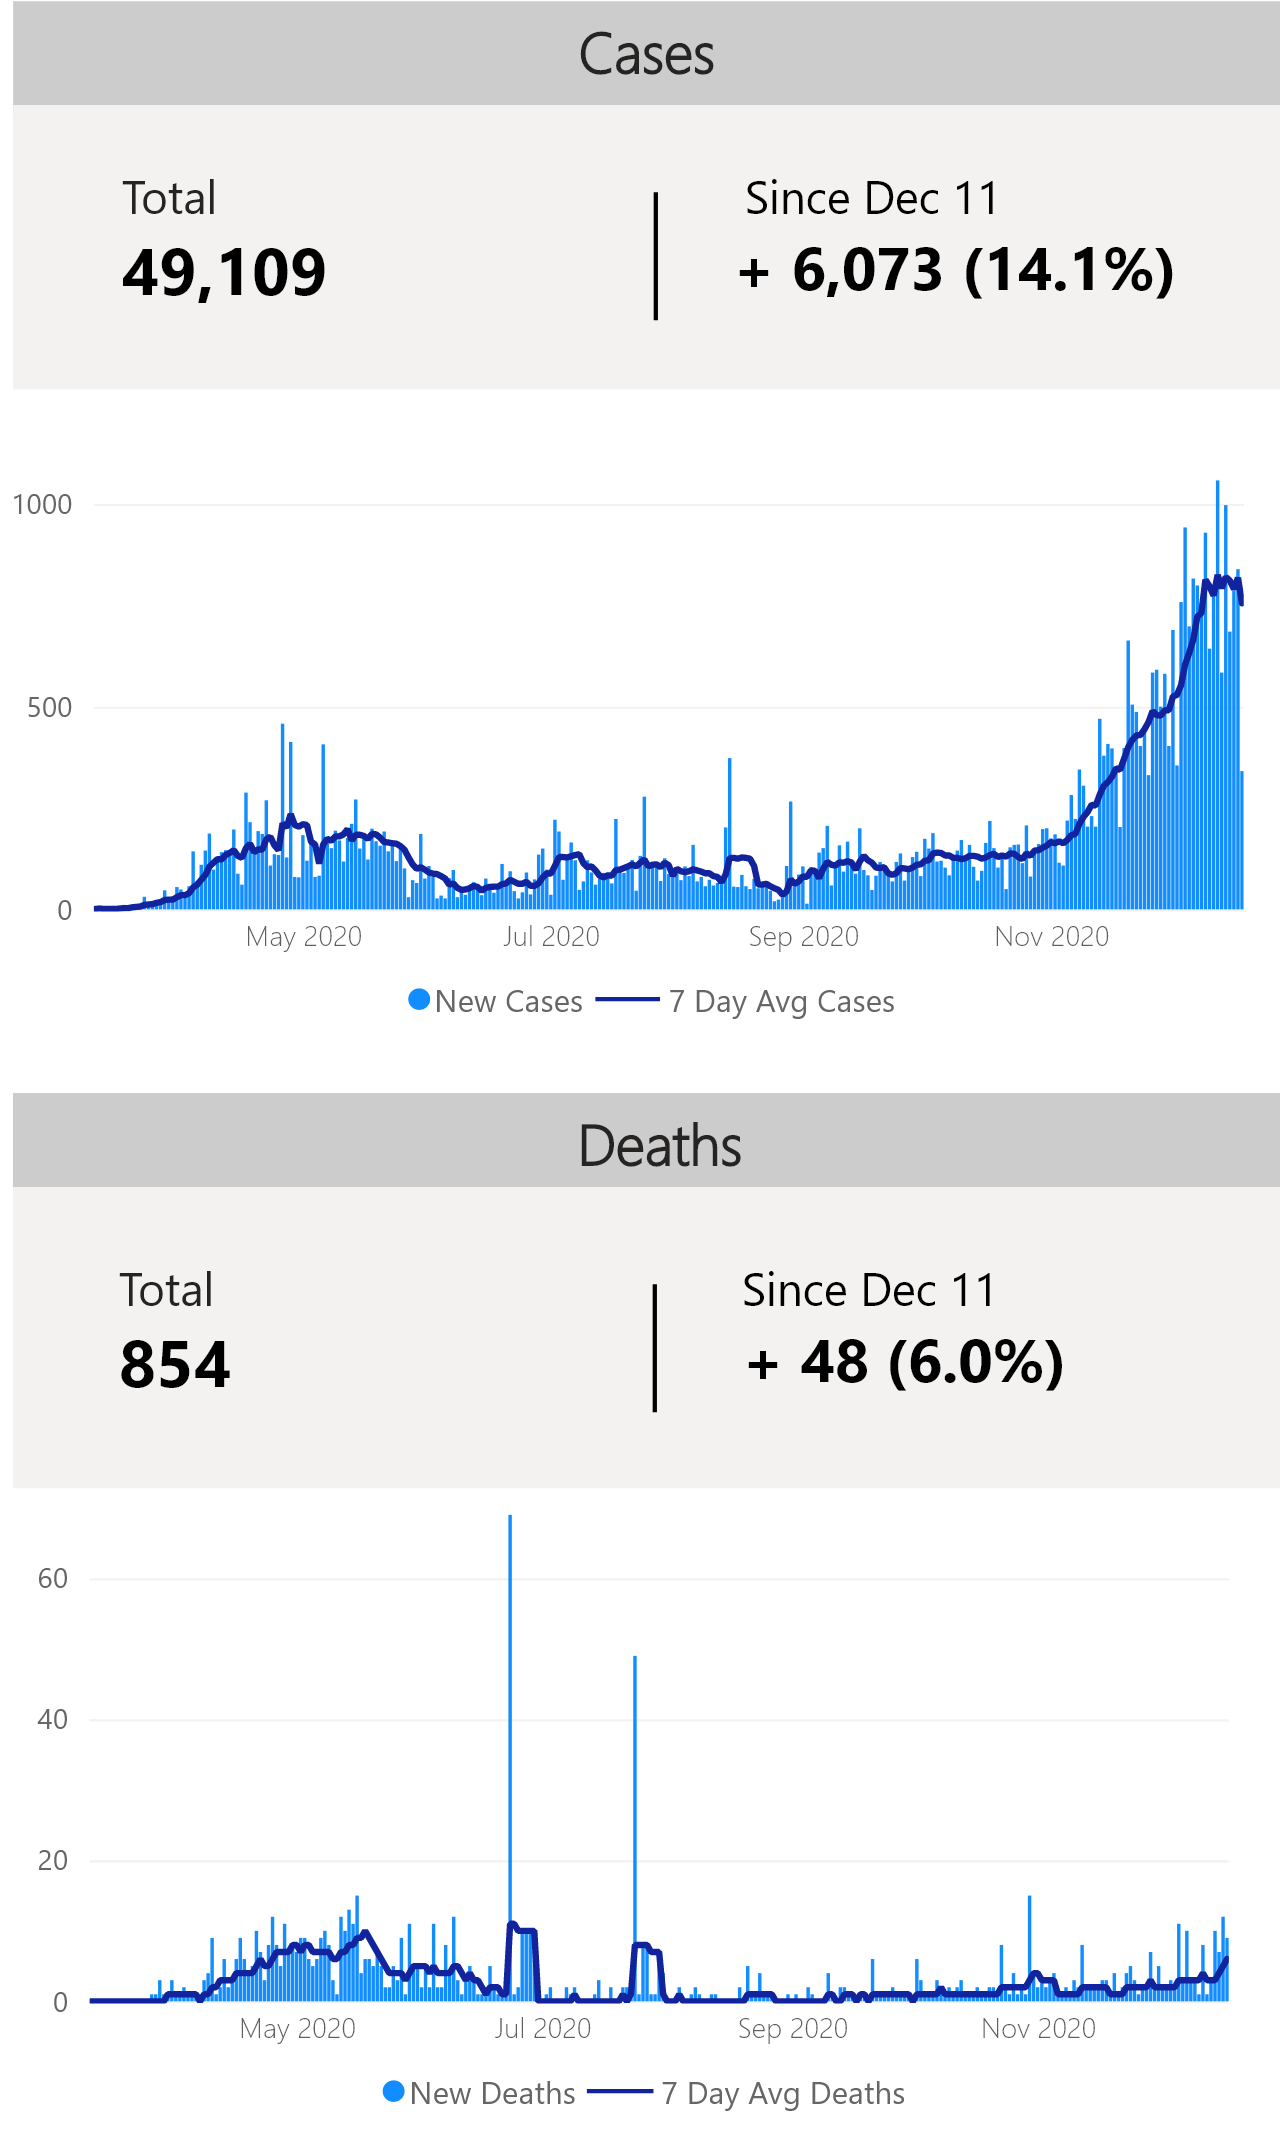 Cases
Total
Since Dec 11
49,109
+ 6,073 (14.1%)
1000
500
0
May 2020
Jul 2020
Sep 2020
Nov 2020
New Cases
7 Day Avg Cases
Deaths
Total
Since Dec 11
854
+ 48 (6.0%)
60
40
20
0
May 2020
Jul 2020
Sep 2020
Nov 2020
New Deaths
7 Day Avg Deaths